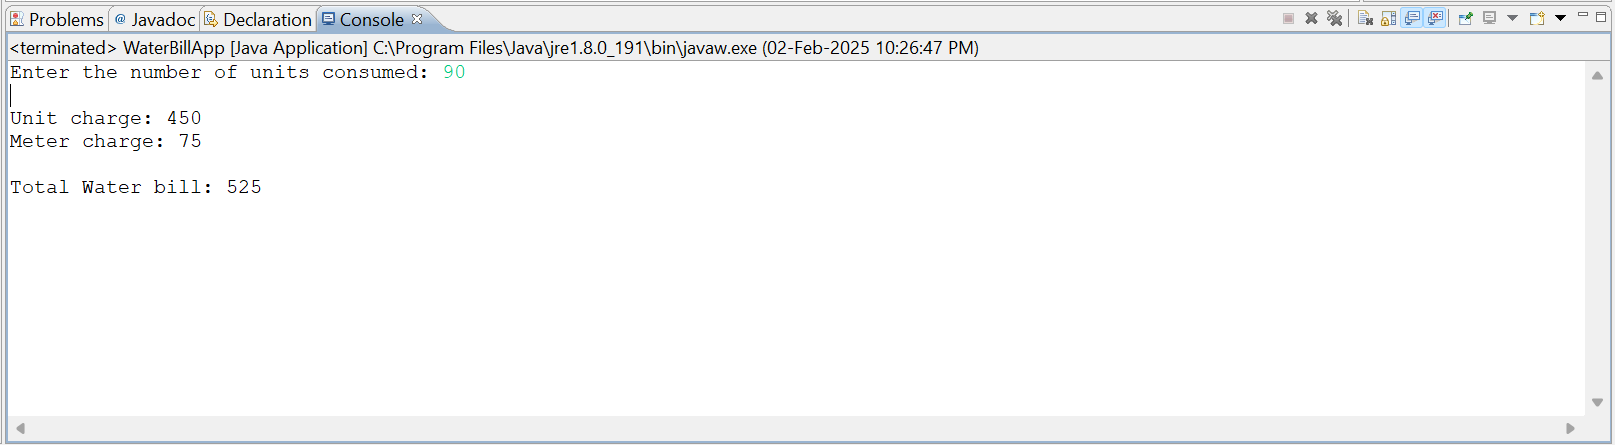 Problems @ Javadoc Declaration Console
<terminated> WaterBillApp [Java Application] C:\Program Files\Java\jre1.8.0_191\bin\javaw.exe (02-Feb-2025 10:26:47 PM)
Enter the number of units consumed: 90
Unit charge: 450
Meter charge: 75
Total Water bill: 525